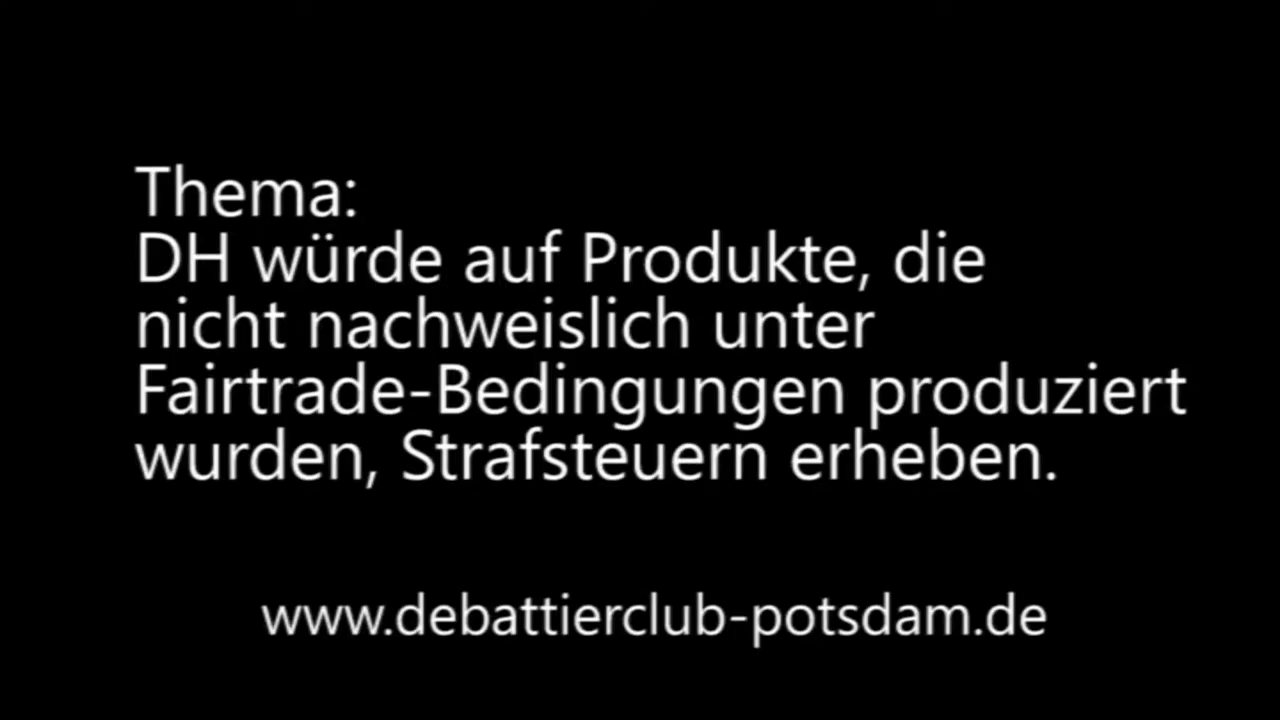 Thema:
DH würde auf Produkte, die
nicht nachweislich unter
Fairtrade-Bedingungen produziert
wurden, Strafsteuern erheben.
www.debattierclub-potsdam.de